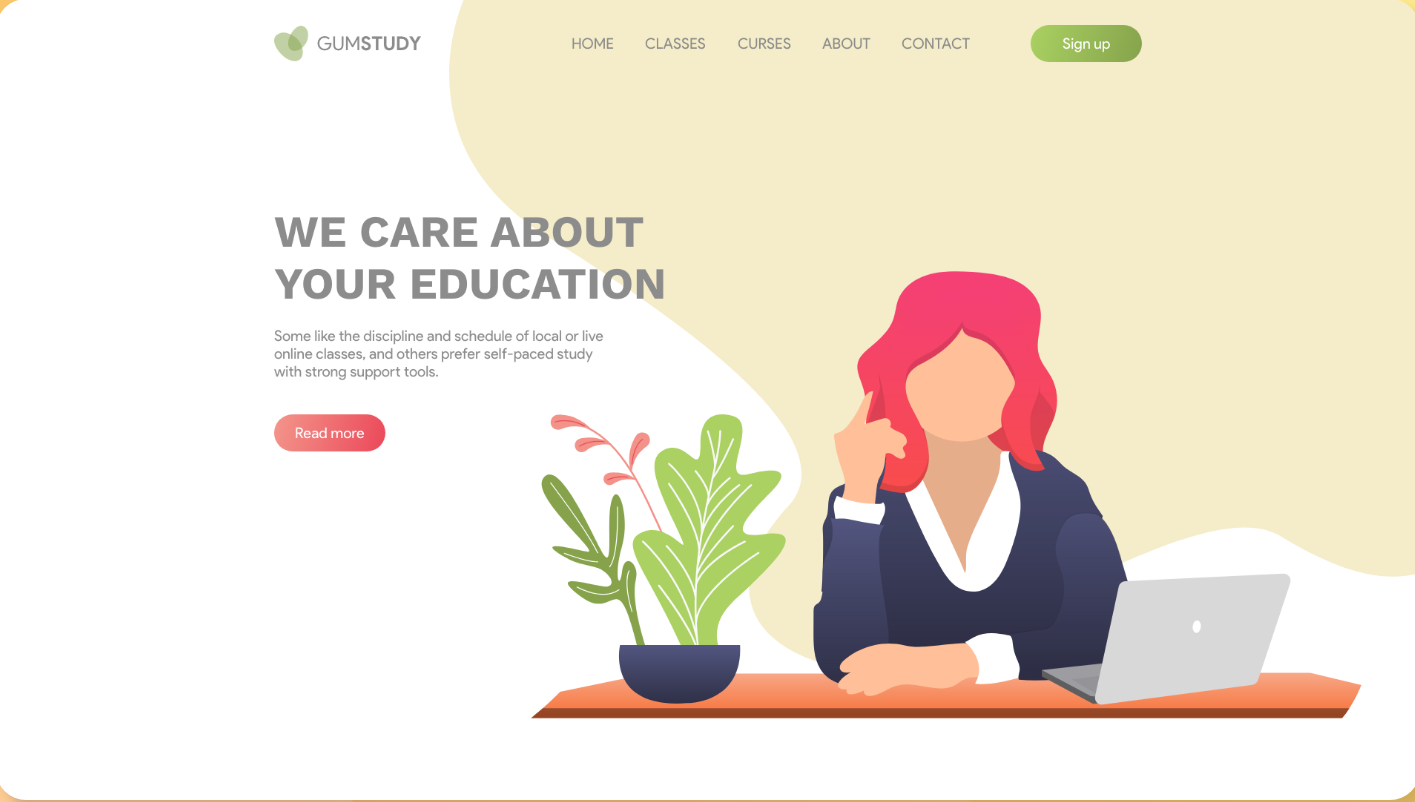 GUMSTUDY
HOME CLASSES CURSES ABOUT CONTACT
Sign up
WE CARE ABOUT
YOUR EDUCATION
Some like the discipline and schedule of local or live
online classes, and others prefer self-paced study
with strong support tools.
Read more